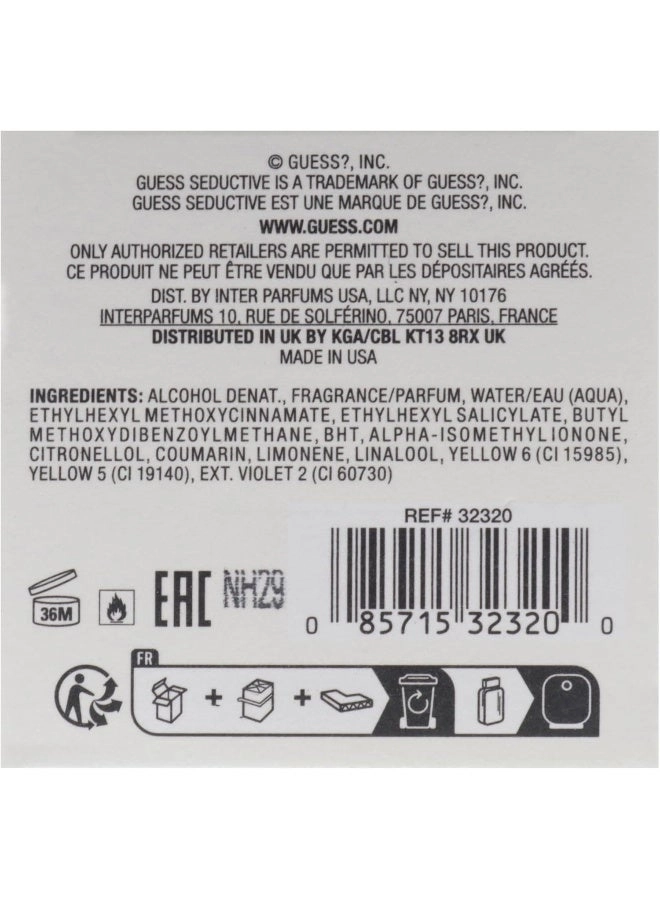 © GUESS?, INC.
GUESS SEDUCTIVE IS A TRADEMARK OF GUESS?, INC.
GUESS SEDUCTIVE EST UNE MARQUE DE GUESS?, INC.
WWW.GUESS.COM
ONLY AUTHORIZED RETAILERS ARE PERMITTED TO SELL THIS PRODUCT.
CE PRODUIT NE PEUT ÊTRE VENDU QUE PAR LES DÉPOSITAIRES AGRÉÉS.
DIST. BY INTER PARFUMS USA, LLC NY, NY 10176
INTERPARFUMS 10, RUE DE SOLFÉRINO, 75007 PARIS, FRANCE
DISTRIBUTED IN UK BY KGA/CBL KT13 8RX UK
MADE IN USA
INGREDIENTS: ALCOHOL DENAT., FRAGRANCE/PARFUM, WATER/EAU (AQUA),
ETHYLHEXYL METHOXYCINNAMATE, ETHYLHEXYL SALICYLATE, BUTYL
METHOXYDIBENZOYLMETHANE, BHT, ALPHA-ISOMETHYL IONONE,
CITRONELLOL, COUMARIN, LIMONENE, LINALOOL, YELLOW 6 (CI 15985),
YELLOW 5 (CI 19140), EXT. VIOLET 2 (CI 60730)
REF# 32320
36M
EAC
NH29
0 85715 32320 0
FR